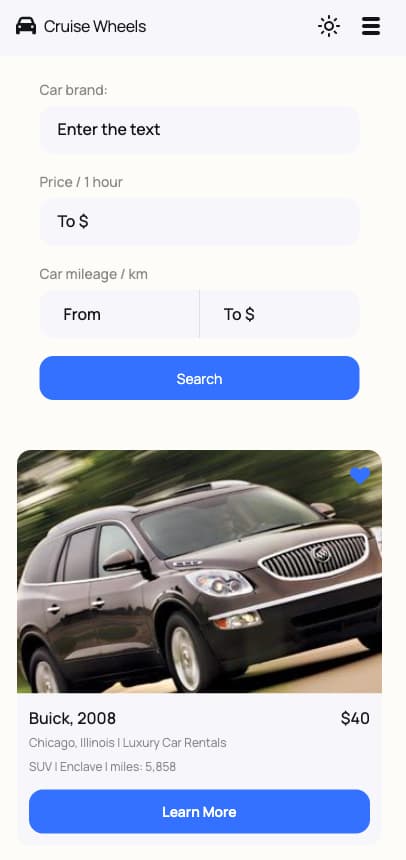 Cruise Wheels
Car brand:
Enter the text
Price / 1 hour
To $
Car mileage / km
From To $
Search
Buick, 2008 $40
Chicago, Illinois | Luxury Car Rentals
SUV | Enclave | miles: 5,858
Learn More